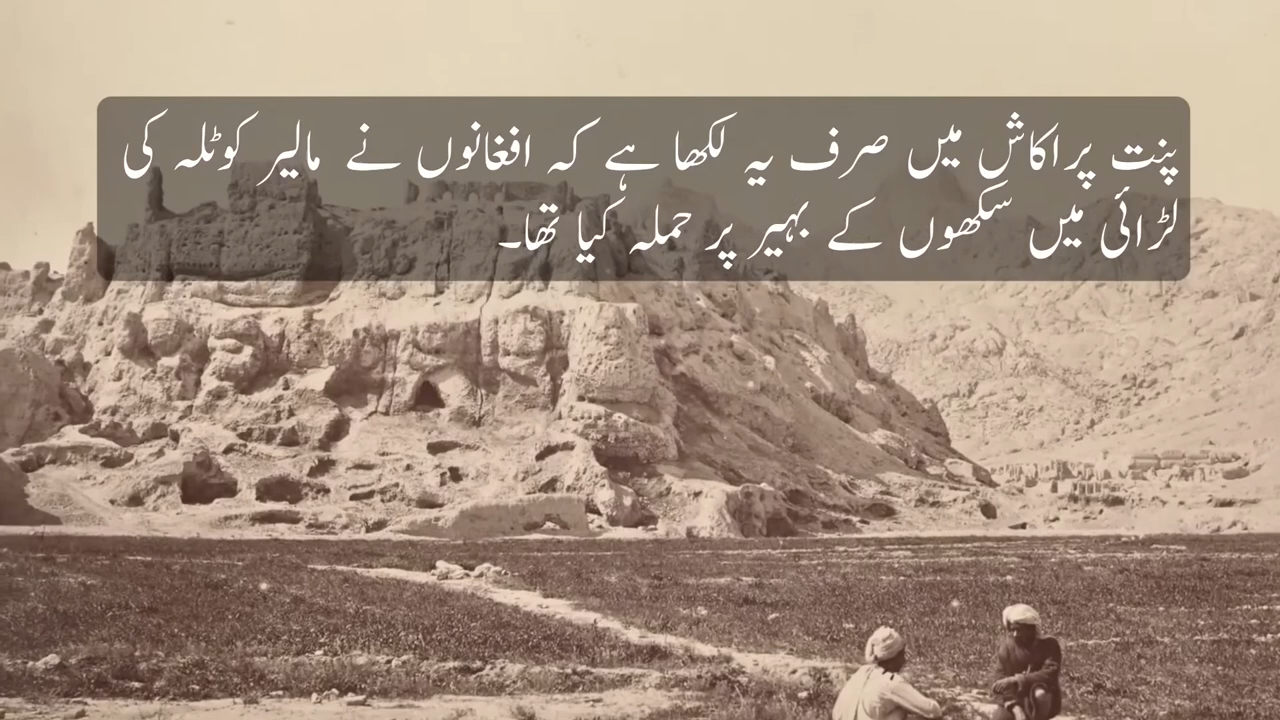 پنت پراکاش میں صرف یہ لکھا ہے کہ افغانوں نے مالیر کوٹلہ کی
لڑائی میں سکھوں کے بہیر پر حملہ کیا تھا۔